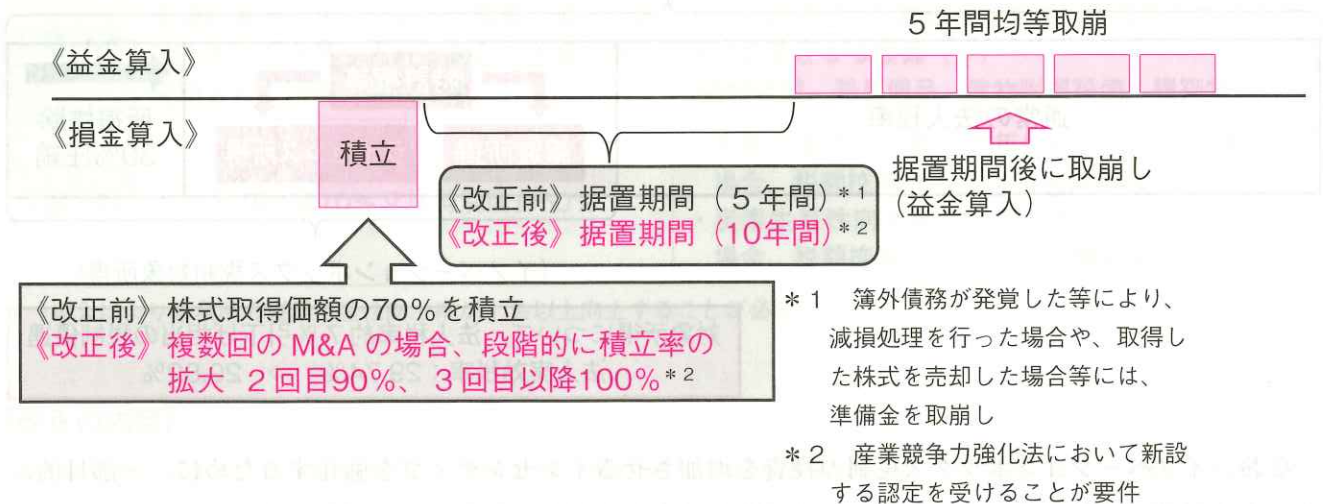 5年間均等取崩
《益金算入》
《損金算入》
積立
《改正前》据置期間（5年間）*1
《改正後》据置期間（10年間）*2
据置期間後に取崩し
（益金算入）
《改正前》株式取得価額の70％を積立
《改正後》複数回のM&Aの場合、段階的に積立率の
拡大 2回目90％、3回目以降100％*2
＊1　簿外債務が発覚した等により、
減損処理を行った場合や、取得し
た株式を売却した場合等には、
準備金を取崩し
＊2　産業競争力強化法において新設
する認定を受けることが要件